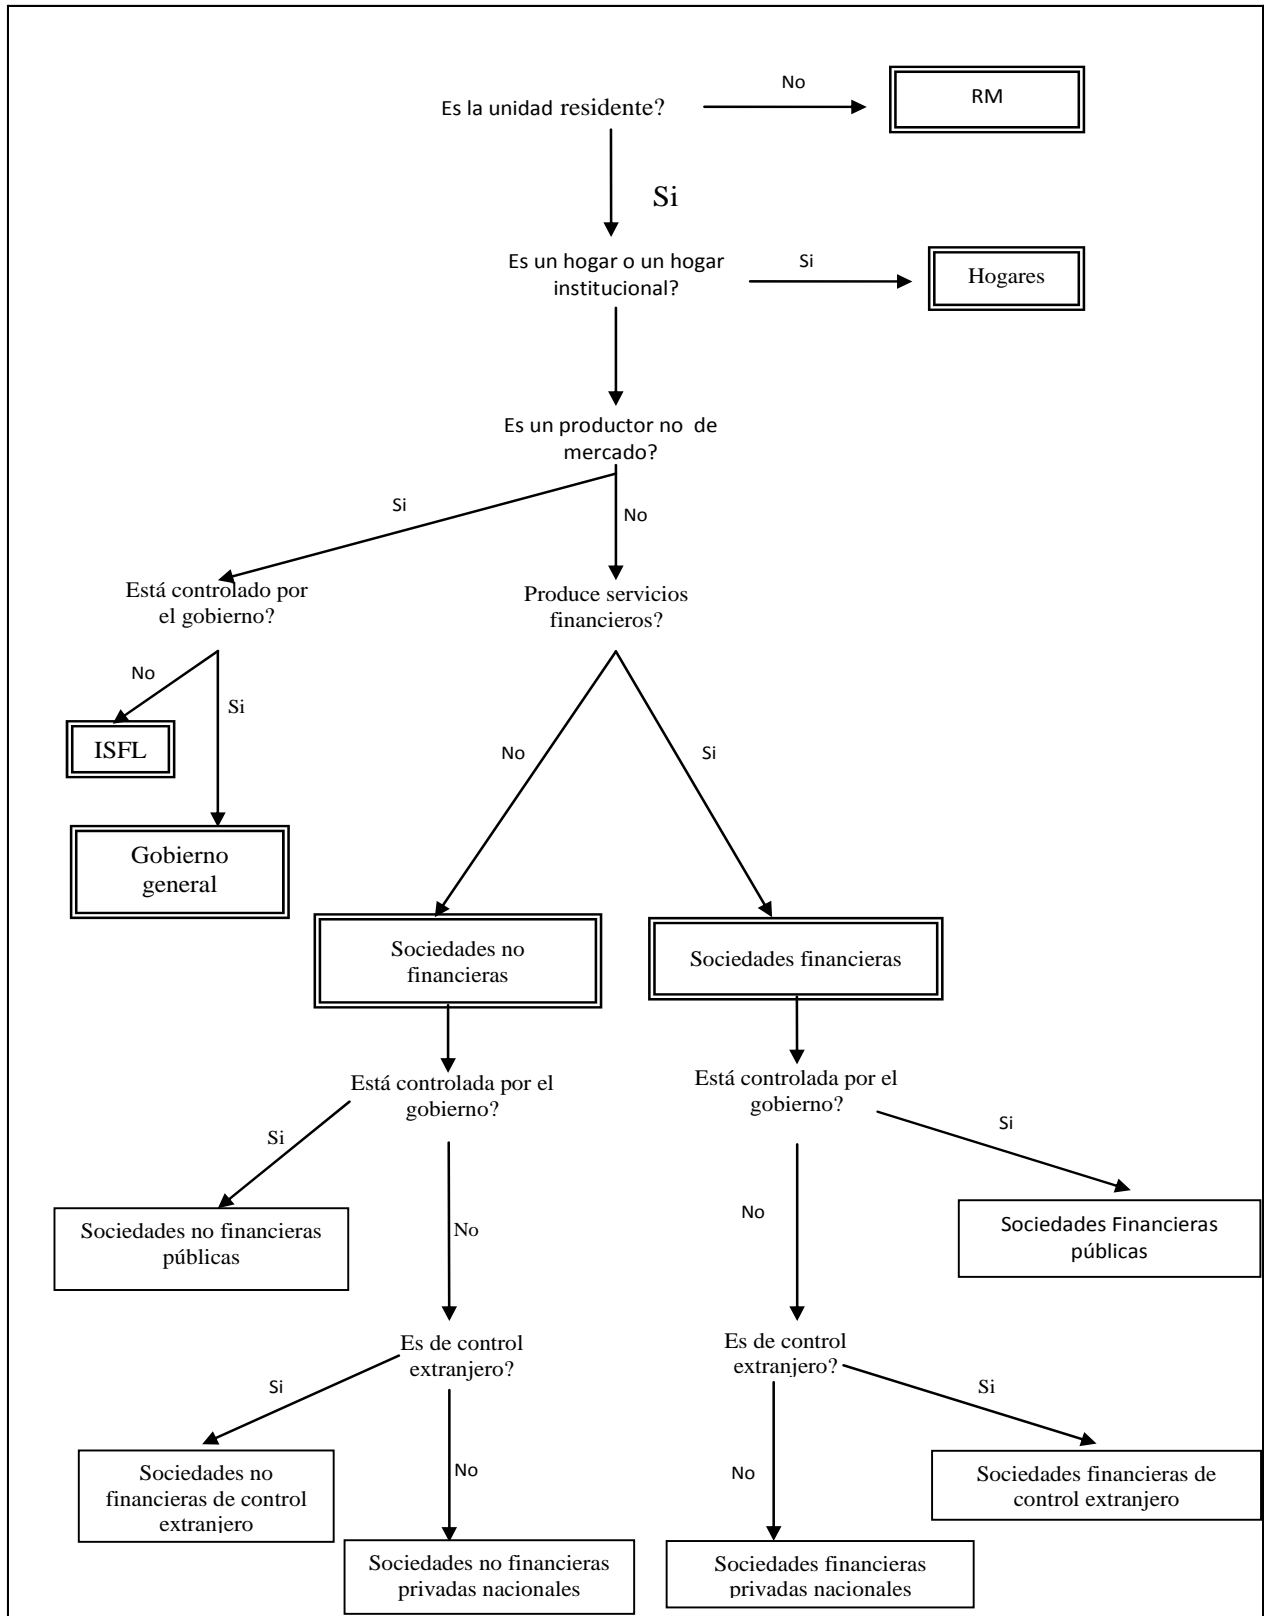 Es la unidad residente?
No
RM
Si
Es un hogar o un hogar
institucional?
Si
Hogares
Es un productor no de
mercado?
Si
No
Está controlado por
el gobierno?
Produce servicios
financieros?
No
Si
ISFL
No
Si
Gobierno
general
Sociedades no
financieras
Sociedades financieras
Está controlada por el
gobierno?
Está controlada por el
gobierno?
Si
No
No
Si
Sociedades no financieras
públicas
Sociedades Financieras
públicas
Es de control
extranjero?
Es de control
extranjero?
Si
No
No
Si
Sociedades no
financieras de control
extranjero
Sociedades financieras de
control extranjero
Sociedades no financieras
privadas nacionales
Sociedades financieras
privadas nacionales